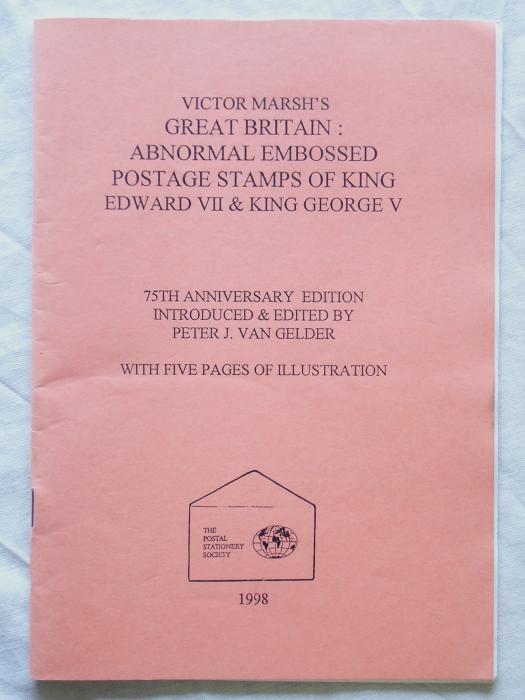 VICTOR MARSH'S
GREAT BRITAIN :
ABNORMAL EMBOSSED
POSTAGE STAMPS OF KING
EDWARD VII & KING GEORGE V
75TH ANNIVERSARY EDITION
INTRODUCED & EDITED BY
PETER J. VAN GELDER
WITH FIVE PAGES OF ILLUSTRATION
THE
POSTAL
STATIONERY
SOCIETY
1998